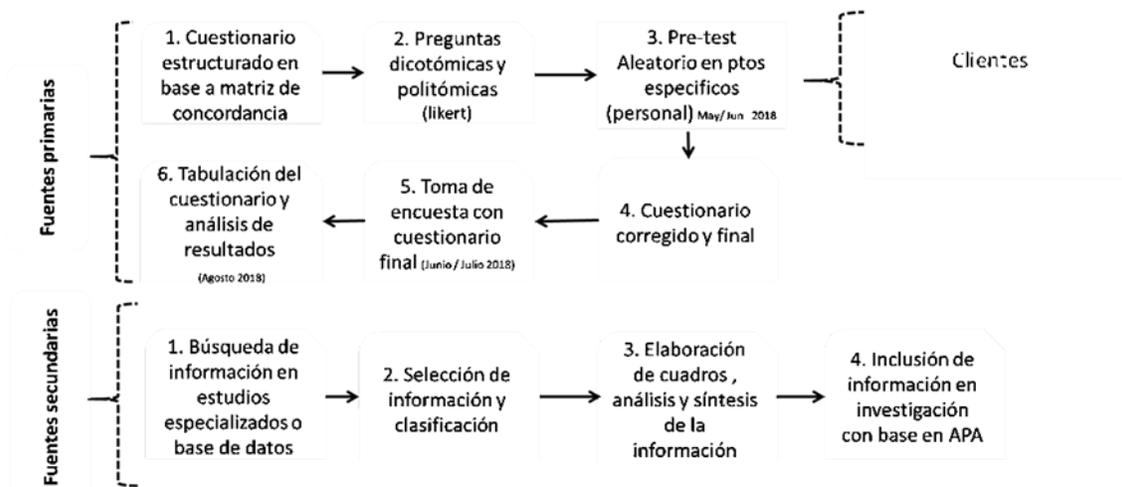 Fuentes primarias
1. Cuestionario
estructurado en
base a matriz de
concordancia
2. Preguntas
dicotómicas y
politómicas
(likert)
3. Pre-test
Aleatorio en ptos
especificos
(personal) May/Jun 2018
Clientes
4. Cuestionario
corregido y final
5. Toma de
encuesta con
cuestionario
final (Junio / Julio 2018)
6. Tabulación del
cuestionario y
análisis de
resultados
(Agosto 2018)
Fuentes secundarias
1. Búsqueda de
información en
estudios
especializados o
base de datos
2. Selección de
información y
clasificación
3. Elaboración
de cuadros ,
análisis y síntesis
de la
información
4. Inclusión de
información en
investigación
con base en APA